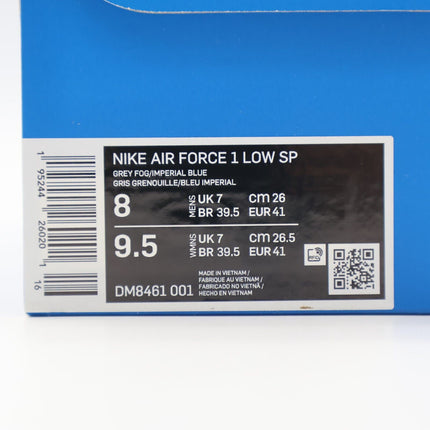 NIKE AIR FORCE 1 LOW SP
GREY FOG/IMPERIAL BLUE
GRIS GRENOUILLE/BLEU IMPERIAL
8 MENS UK 7 cm 26
BR 39.5 EUR 41
9.5 WMNS UK 7 cm 26.5
BR 39.5 EUR 41
MADE IN VIETNAM /
FABRIQUE AU VIETNAM /
FABRICADO NO VIETNÃ /
HECHO EN VIETNAM
DM8461 001
1 95244 26020 1
16